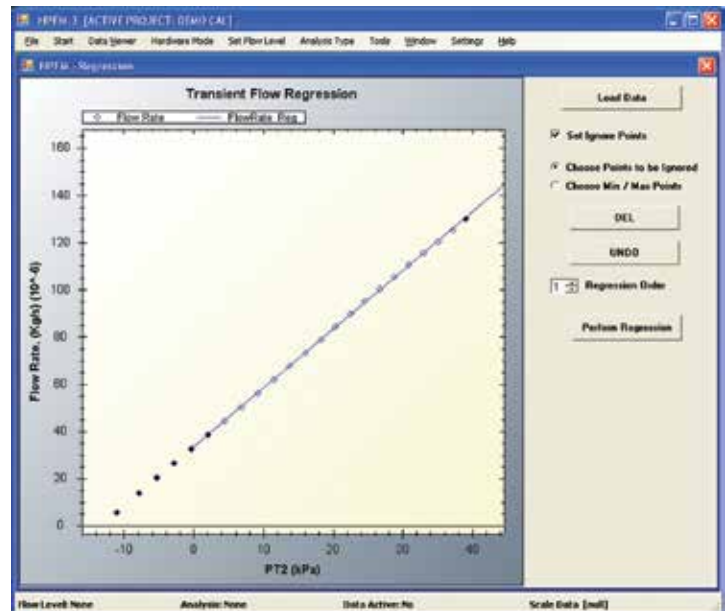 HPFM-3 [ACTIVE PROJECT: DEMO CAL]
File Start Data Viewer Hardware Mode Set Flow Level Analysis Type Tools Window Settings Help
HPFM - Regression
Transient Flow Regression
Flow Rate FlowRate_Reg
160
140
120
100
80
60
40
20
0
Flow Rate, (Kg/s) (10^-6)
-10 0 10 20 30 40
PT2 (kPa)
Load Data
Set Ignore Points
Choose Points to be Ignored
Choose Min / Max Points
DEL
UNDO
1 Regression Order
Perform Regression
Flow Level: None Analysis: None Data Active: No Scale Data [null]